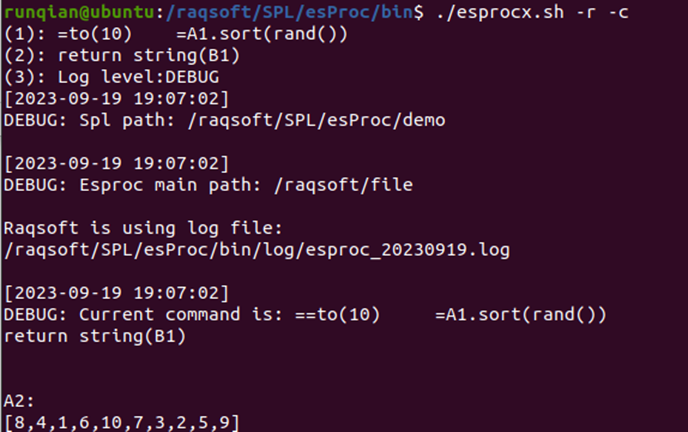 runqian@ubuntu:/raqsoft/SPL/esProc/bin$ ./esprocx.sh -r -c
(1): =to(10)    =A1.sort(rand())
(2): return string(B1)
(3): Log level:DEBUG
[2023-09-19 19:07:02]
DEBUG: Spl path: /raqsoft/SPL/esProc/demo
[2023-09-19 19:07:02]
DEBUG: Esproc main path: /raqsoft/file
Raqsoft is using log file:
/raqsoft/SPL/esProc/bin/log/esproc_20230919.log
[2023-09-19 19:07:02]
DEBUG: Current command is: ==to(10)     =A1.sort(rand())
return string(B1)
A2:
[8,4,1,6,10,7,3,2,5,9]